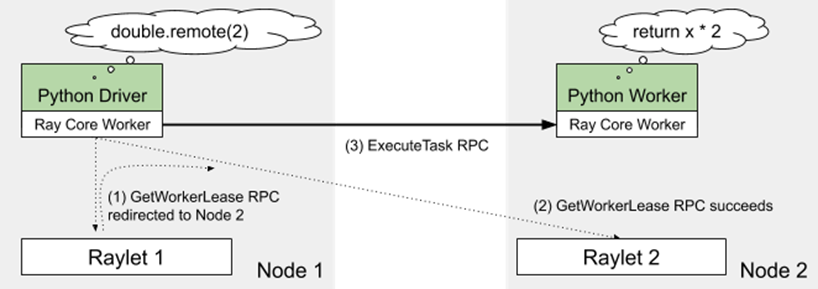 double.remote(2)
return x * 2
Python Driver
Python Worker
Ray Core Worker
Ray Core Worker
(3) ExecuteTask RPC
(1) GetWorkerLease RPC
redirected to Node 2
(2) GetWorkerLease RPC succeeds
Raylet 1
Node 1
Raylet 2
Node 2